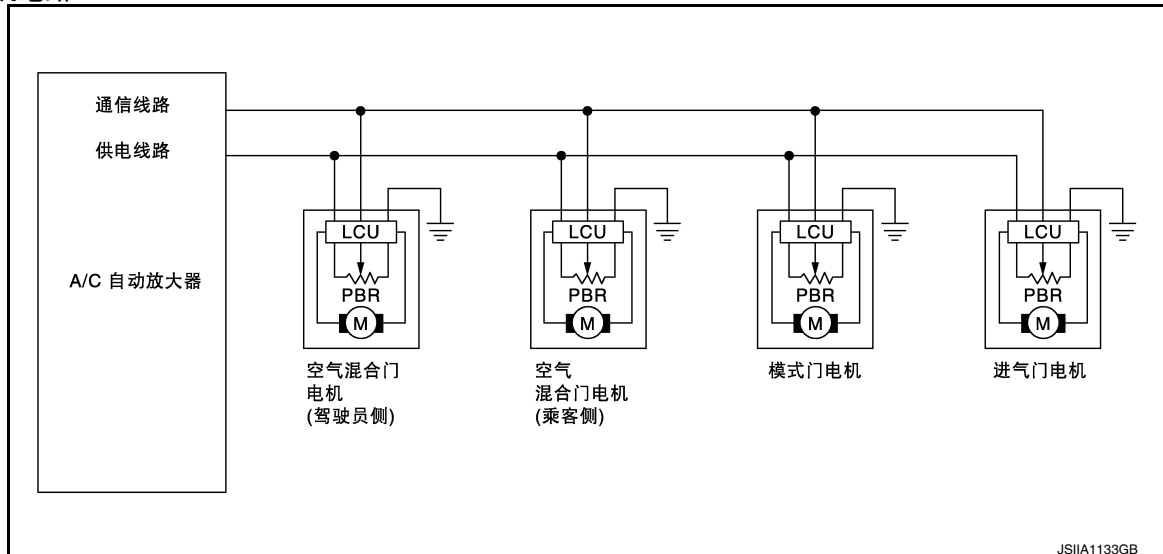 通信线路
供电线路
A/C 自动放大器
LCU
PBR
M
空气混合门
电机
(驾驶员侧)
LCU
PBR
M
空气
混合门电机
(乘客侧)
LCU
PBR
M
模式门电机
LCU
PBR
M
进气门电机
JSIIA1133GB